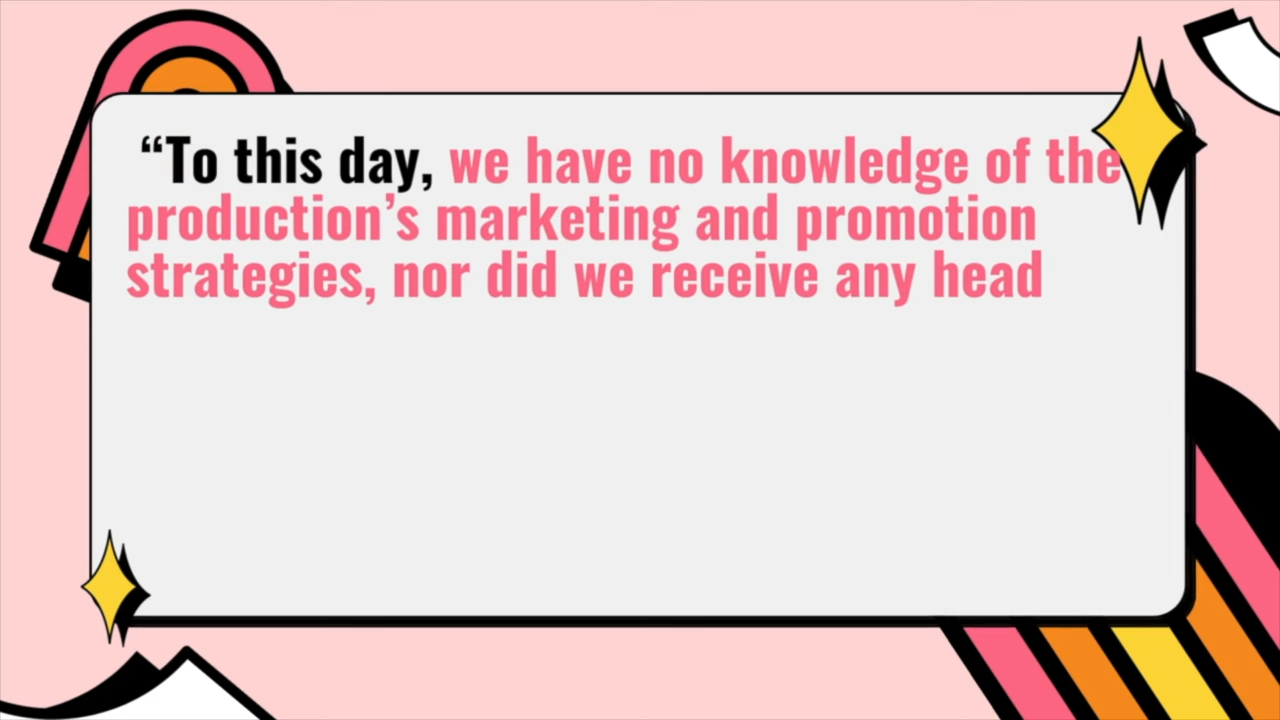 “To this day, we have no knowledge of the
production’s marketing and promotion
strategies, nor did we receive any head